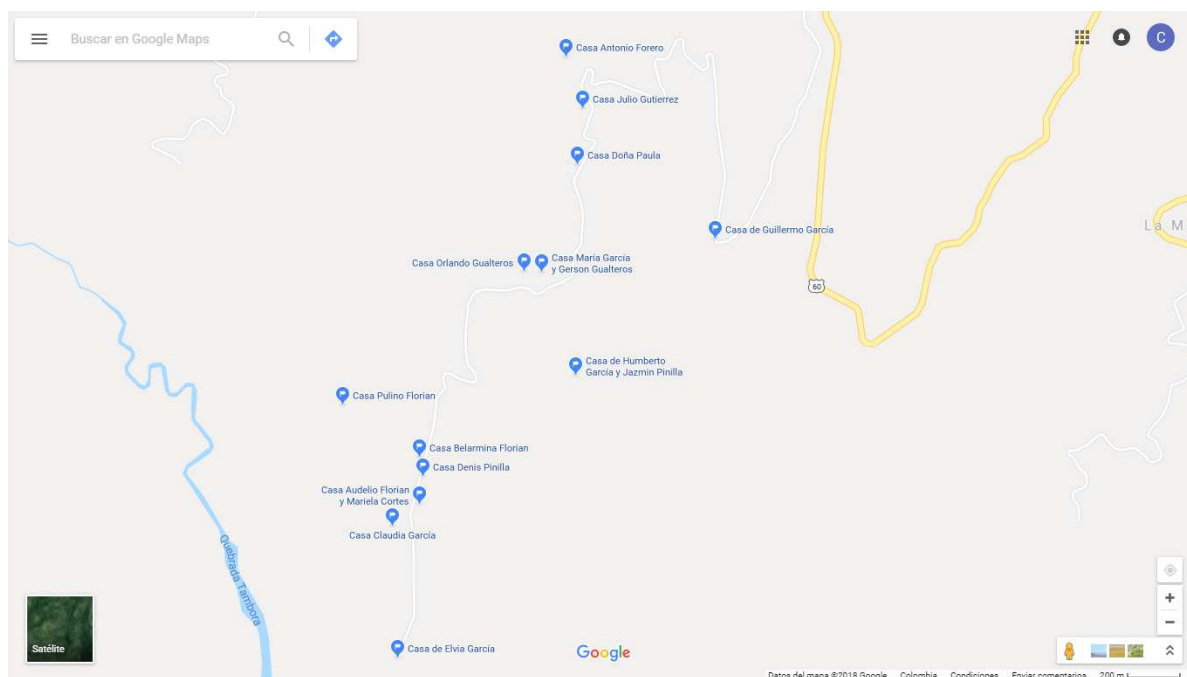 Buscar en Google Maps
C
Casa Antonio Forero
Casa Julio Gutierrez
Casa Doña Paula
Casa de Guillermo García
La M
Casa Orlando Gualteros
Casa María García
y Gerson Gualteros
60
Casa de Humberto
García y Jazmin Pinilla
Casa Pulino Florian
Casa Belarmina Florian
Casa Denis Pinilla
Casa Audelio Florian
y Mariela Cortes
Casa Claudia García
Quebrada Tambora
Casa de Elvia García
Satélite
Google
Datos del mapa ©2018 Google Colombia Condiciones Enviar comentarios 200 m